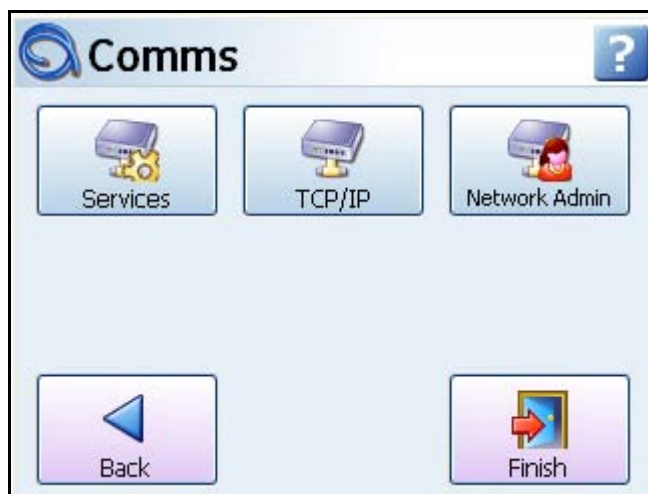 Comms
?
Services
TCP/IP
Network Admin
Back
Finish